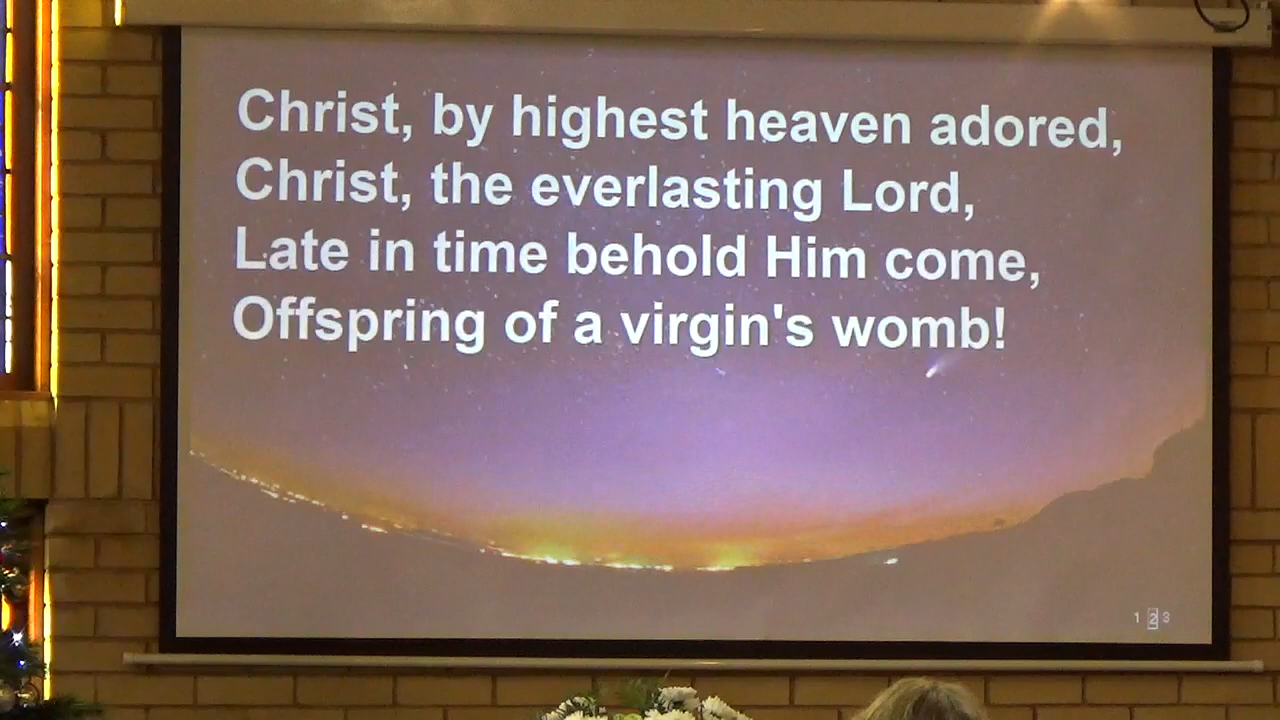 Christ, by highest heaven adored,
Christ, the everlasting Lord,
Late in time behold Him come,
Offspring of a virgin's womb!
1 2 3